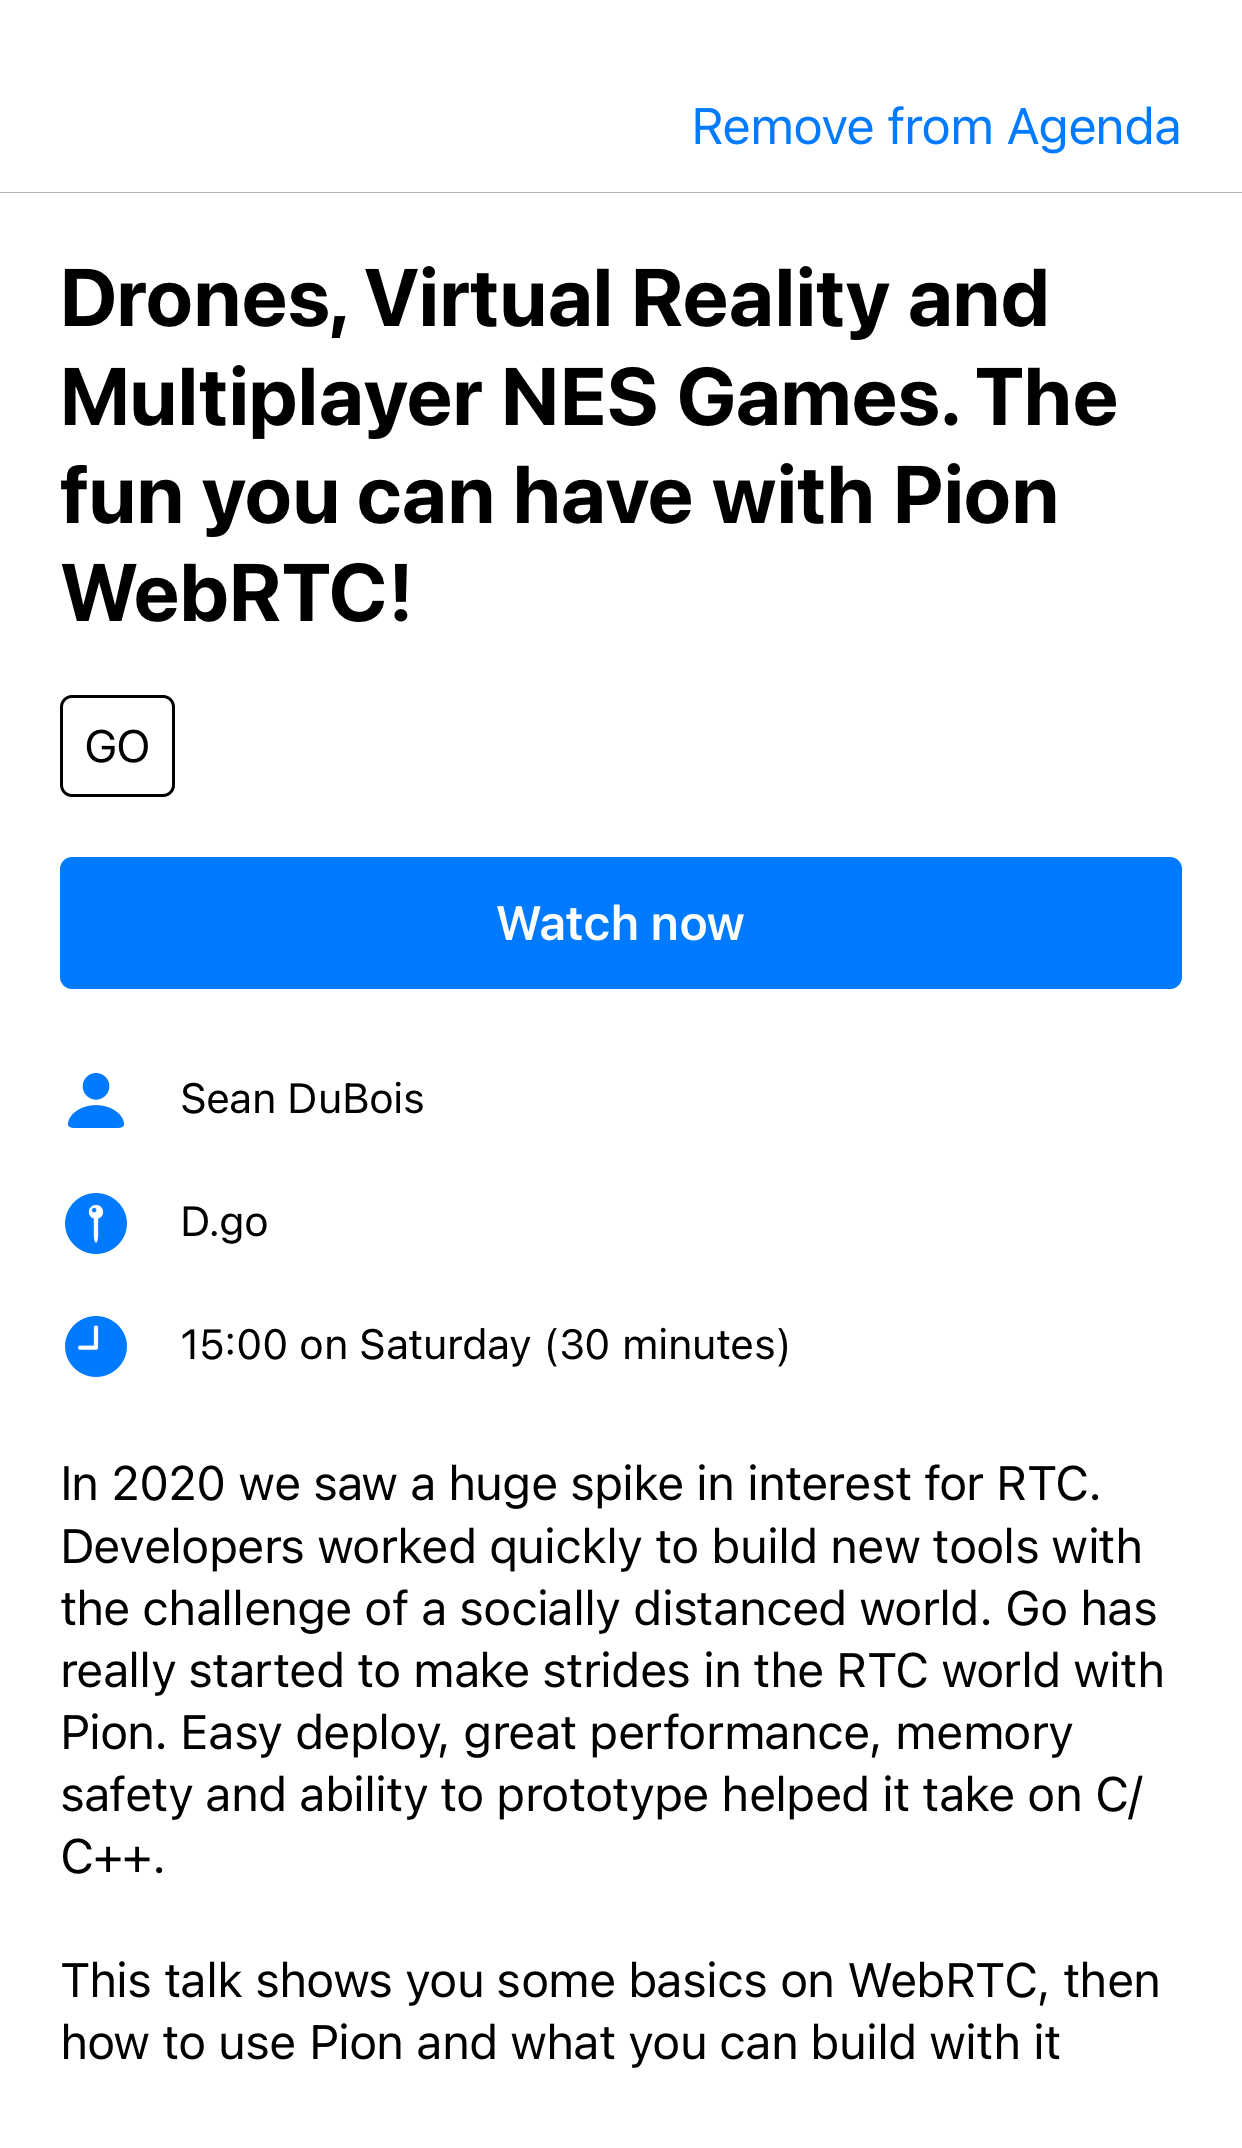 Remove from Agenda
Drones, Virtual Reality and
Multiplayer NES Games. The
fun you can have with Pion
WebRTC!
GO
Watch now
Sean DuBois
D.go
15:00 on Saturday (30 minutes)
In 2020 we saw a huge spike in interest for RTC.
Developers worked quickly to build new tools with
the challenge of a socially distanced world. Go has
really started to make strides in the RTC world with
Pion. Easy deploy, great performance, memory
safety and ability to prototype helped it take on C/
C++.
This talk shows you some basics on WebRTC, then
how to use Pion and what you can build with it